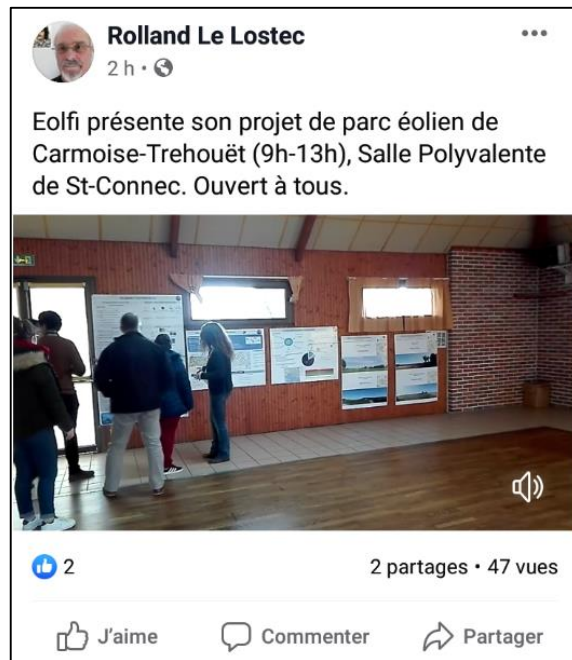 Rolland Le Lostec
2 h
Eolfi présente son projet de parc éolien de
Carmoise-Trehouët (9h-13h), Salle Polyvalente
de St-Connec. Ouvert à tous.
2
2 partages • 47 vues
J'aime
Commenter
Partager